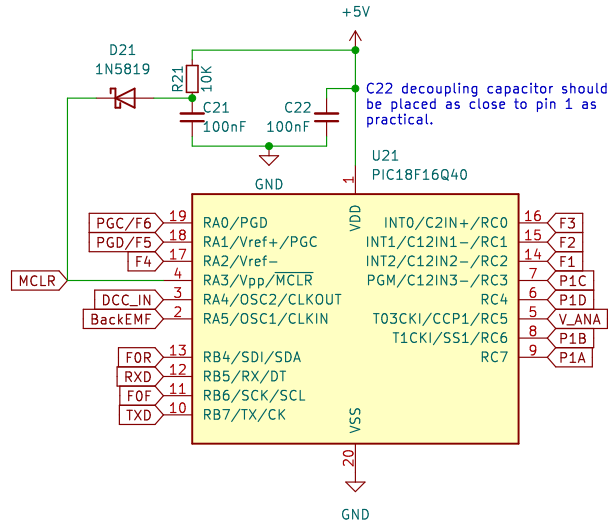 +5V
D21
1N5819
R21
10K
C21
100nF
C22
100nF
C22 decoupling capacitor should
be placed as close to pin 1 as
practical.
GND
U21
PIC18F16Q40
1
VDD
PGC/F6 19 RA0/PGD
PGD/F5 18 RA1/Vref+/PGC
F4 17 RA2/Vref-
MCLR 4 RA3/Vpp/MCLR
DCC_IN 3 RA4/OSC2/CLKOUT
BackEMF 2 RA5/OSC1/CLKIN
F0R 13 RB4/SDI/SDA
RXD 12 RB5/RX/DT
F0F 11 RB6/SCK/SCL
TXD 10 RB7/TX/CK
INT0/C2IN+/RC0 16 F3
INT1/C12IN1-/RC1 15 F2
INT2/C12IN2-/RC2 14 F1
PGM/C12IN3-/RC3 7 P1C
RC4 6 P1D
T03CKI/CCP1/RC5 5 V_ANA
T1CKI/SS1/RC6 8 P1B
RC7 9 P1A
VSS
20
GND